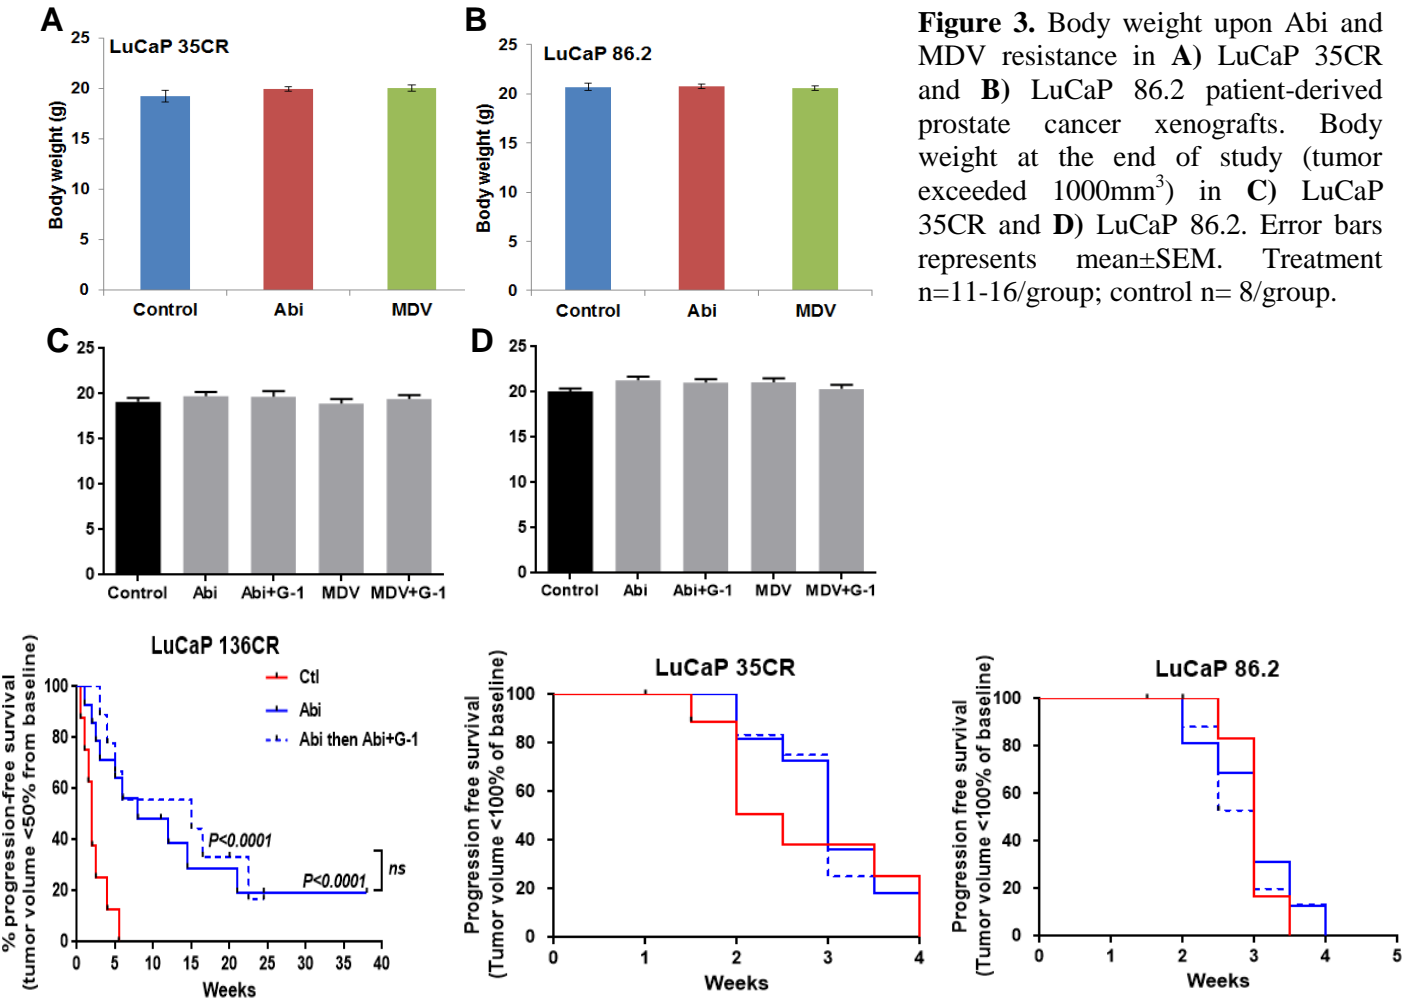 A
LuCaP 35CR
Body weight (g)
25
20
15
10
5
0
Control Abi MDV
B
LuCaP 86.2
Body weight (g)
25
20
15
10
5
0
Control Abi MDV
Figure 3. Body weight upon Abi and
MDV resistance in A) LuCaP 35CR
and B) LuCaP 86.2 patient-derived
prostate cancer xenografts. Body
weight at the end of study (tumor
exceeded 1000mm³) in C) LuCaP
35CR and D) LuCaP 86.2. Error bars
represents mean±SEM. Treatment
n=11-16/group; control n= 8/group.
C
25
20
15
10
5
0
Control Abi Abi+G-1 MDV MDV+G-1
D
25
20
15
10
5
0
Control Abi Abi+G-1 MDV MDV+G-1
LuCaP 136CR
% progression-free survival
(tumor volume <50% from baseline)
100
80
60
40
20
0
Ctl
Abi
Abi then Abi+G-1
P<0.0001
P<0.0001
ns
0 5 10 15 20 25 30 35 40
Weeks
LuCaP 35CR
Progression free survival
(Tumor volume <100% of baseline)
100
80
60
40
20
0
0 1 2 3 4
Weeks
LuCaP 86.2
Progression free survival
(Tumor volume <100% of baseline)
100
80
60
40
20
0
0 1 2 3 4 5
Weeks